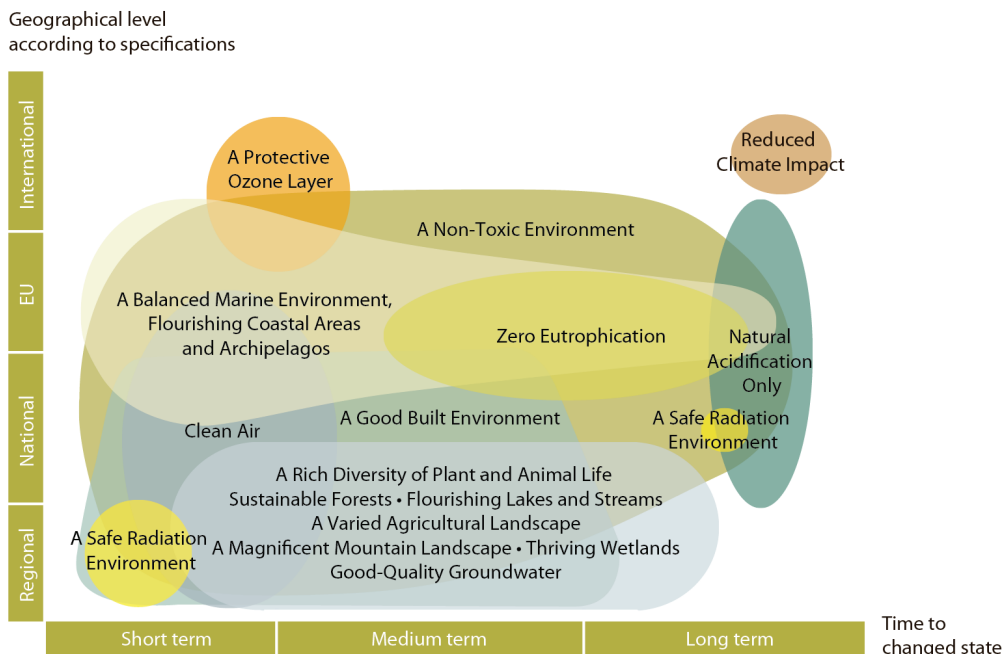 Geographical level
according to specifications
International
EU
National
Regional
A Protective
Ozone Layer
Reduced
Climate Impact
A Non-Toxic Environment
A Balanced Marine Environment,
Flourishing Coastal Areas
and Archipelagos
Zero Eutrophication
Natural
Acidification
Only
A Good Built Environment
Clean Air
A Safe Radiation
Environment
A Rich Diversity of Plant and Animal Life
Sustainable Forests • Flourishing Lakes and Streams
A Varied Agricultural Landscape
A Magnificent Mountain Landscape • Thriving Wetlands
Good-Quality Groundwater
A Safe Radiation
Environment
Short term
Medium term
Long term
Time to
changed state